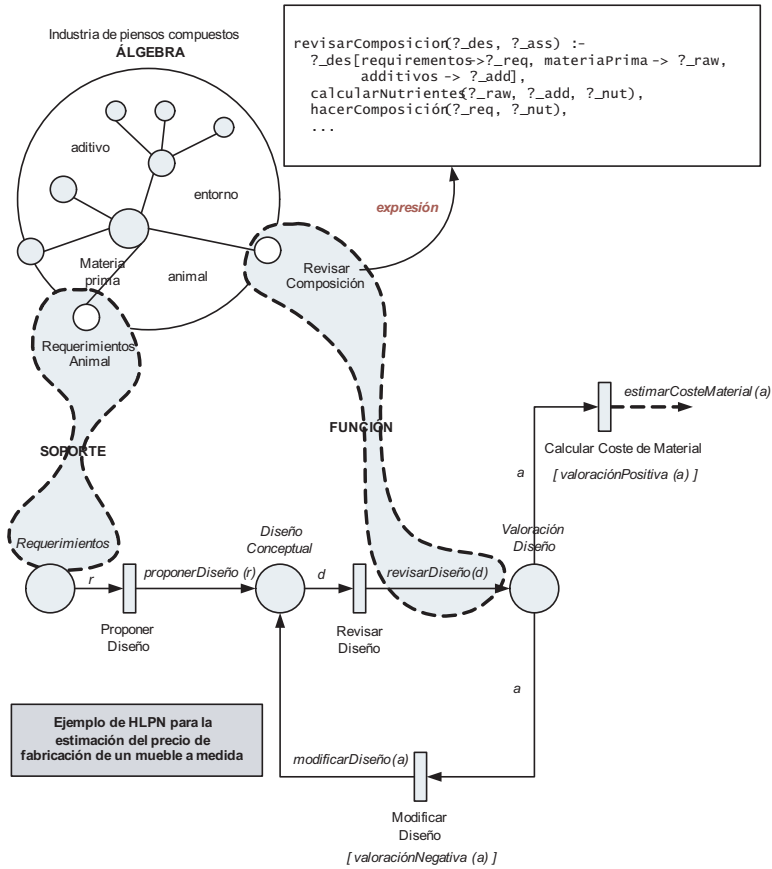 Industria de piensos compuestos
ÁLGEBRA
revisarComposicion(?_des, ?_ass) :-
?_des[requirementos->?_req, materiaPrima -> ?_raw,
additivos -> ?_add],
calcularNutrientes(?_raw, ?_add, ?_nut),
hacerComposición(?_req, ?_nut),
...
aditivo
entorno
expresión
Materia
prima
animal
Revisar
Composición
Requerimientos
Animal
estimarCosteMaterial(a)
FUNCIÓN
Calcular Coste de Material
SOPORTE
a
[ valoraciónPositiva (a) ]
Requerimientos
Diseño
Conceptual
Valoración
Diseño
r
proponerDiseño (r)
d
revisarDiseño(d)
Proponer
Diseño
Revisar
Diseño
a
Ejemplo de HLPN para la
estimación del precio de
fabricación de un mueble a medida
modificarDiseño(a)
Modificar
Diseño
[ valoraciónNegativa (a) ]